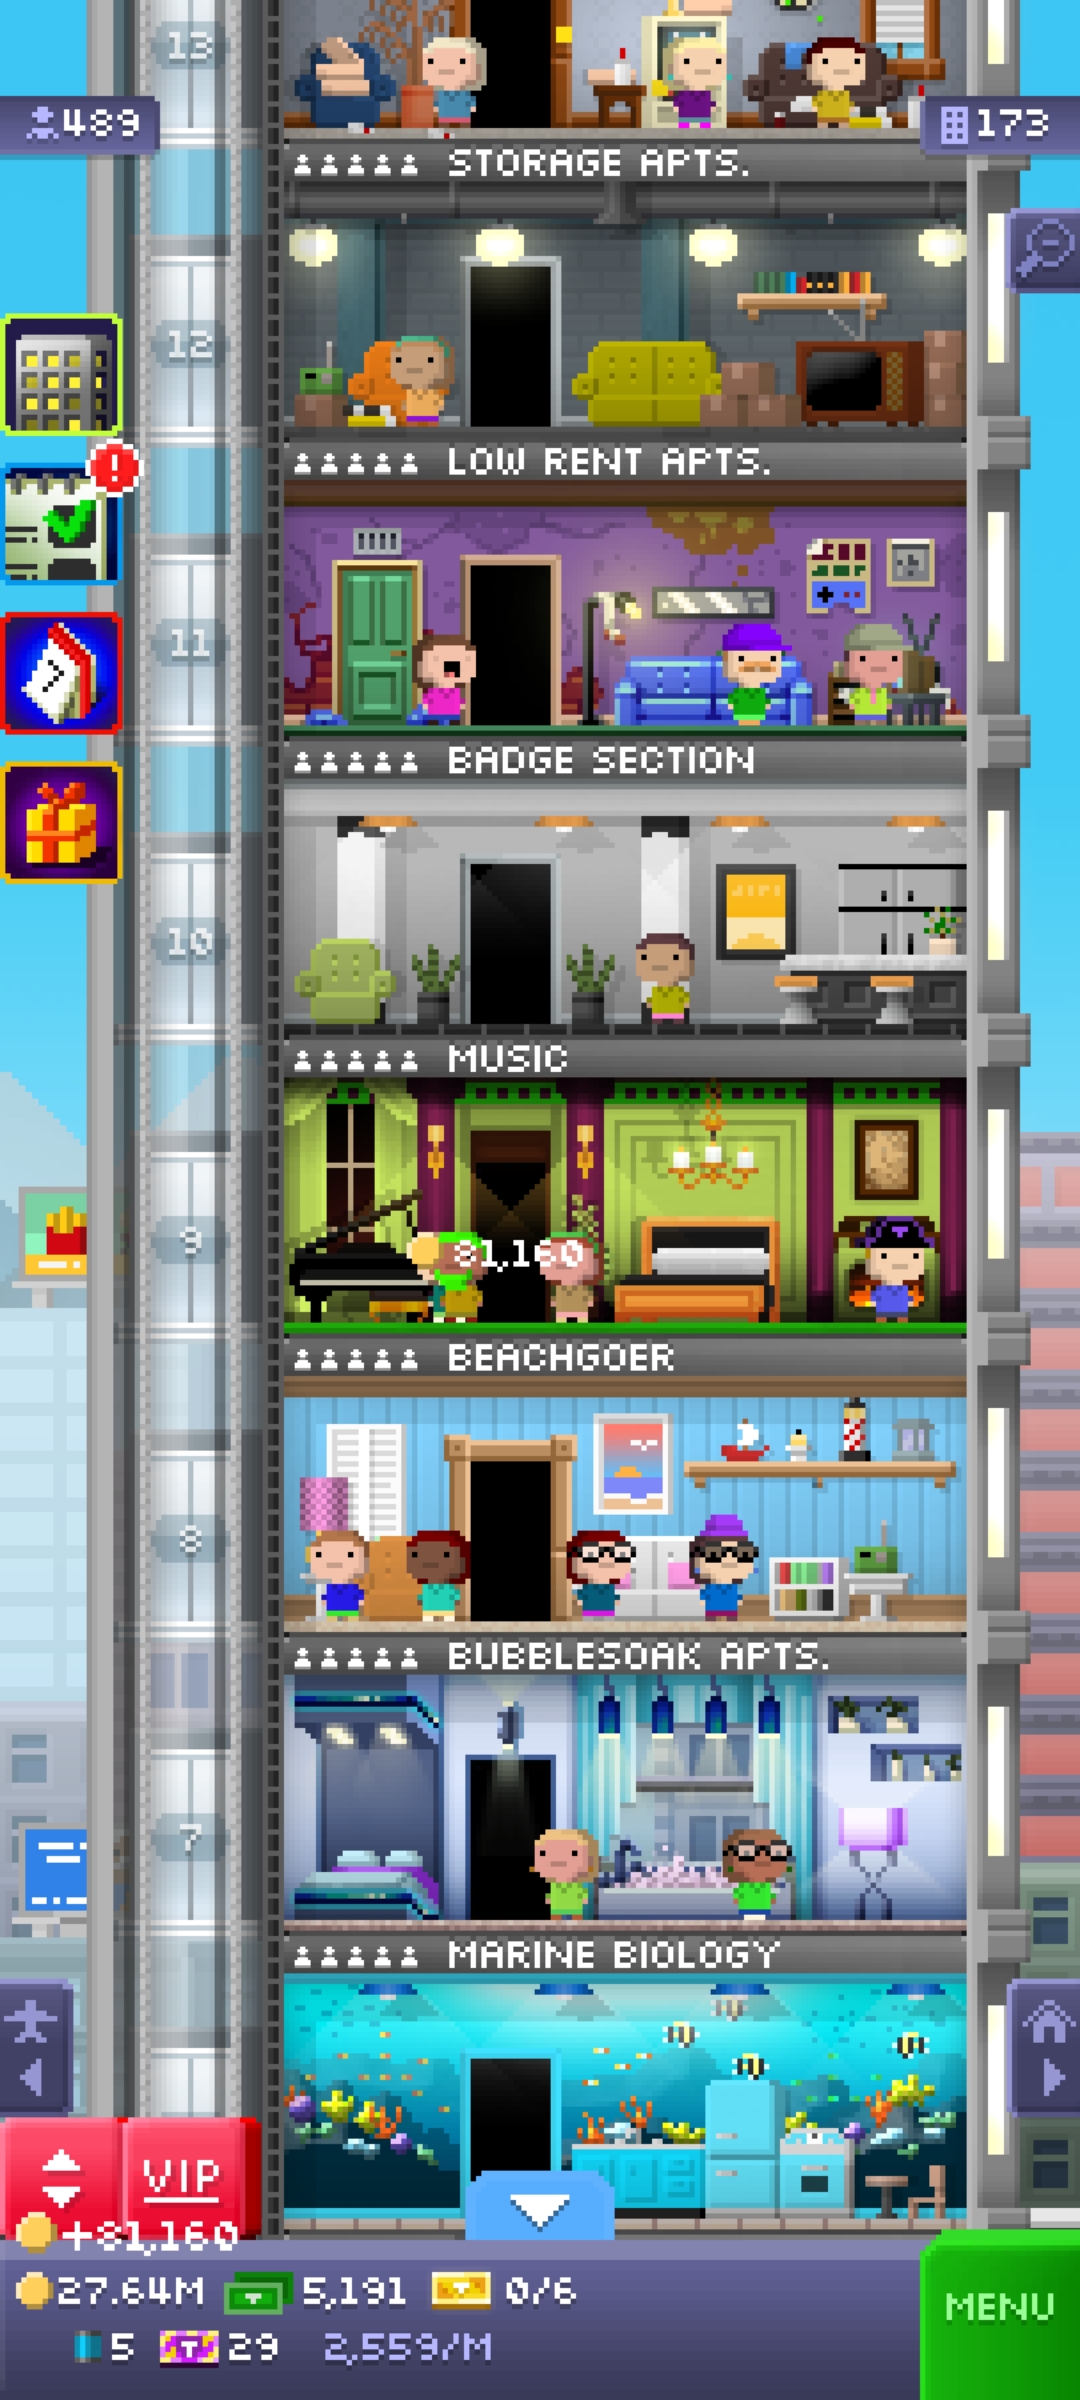 13
489
173
STORAGE APTS.
12
LOW RENT APTS.
11
BADGE SECTION
10
MUSIC
9
81,160
BEACHGOER
8
BUBBLESOAK APTS.
7
MARINE BIOLOGY
VIP
+81,160
27.64M 5,191 0/6
MENU
5 29 2,559/M